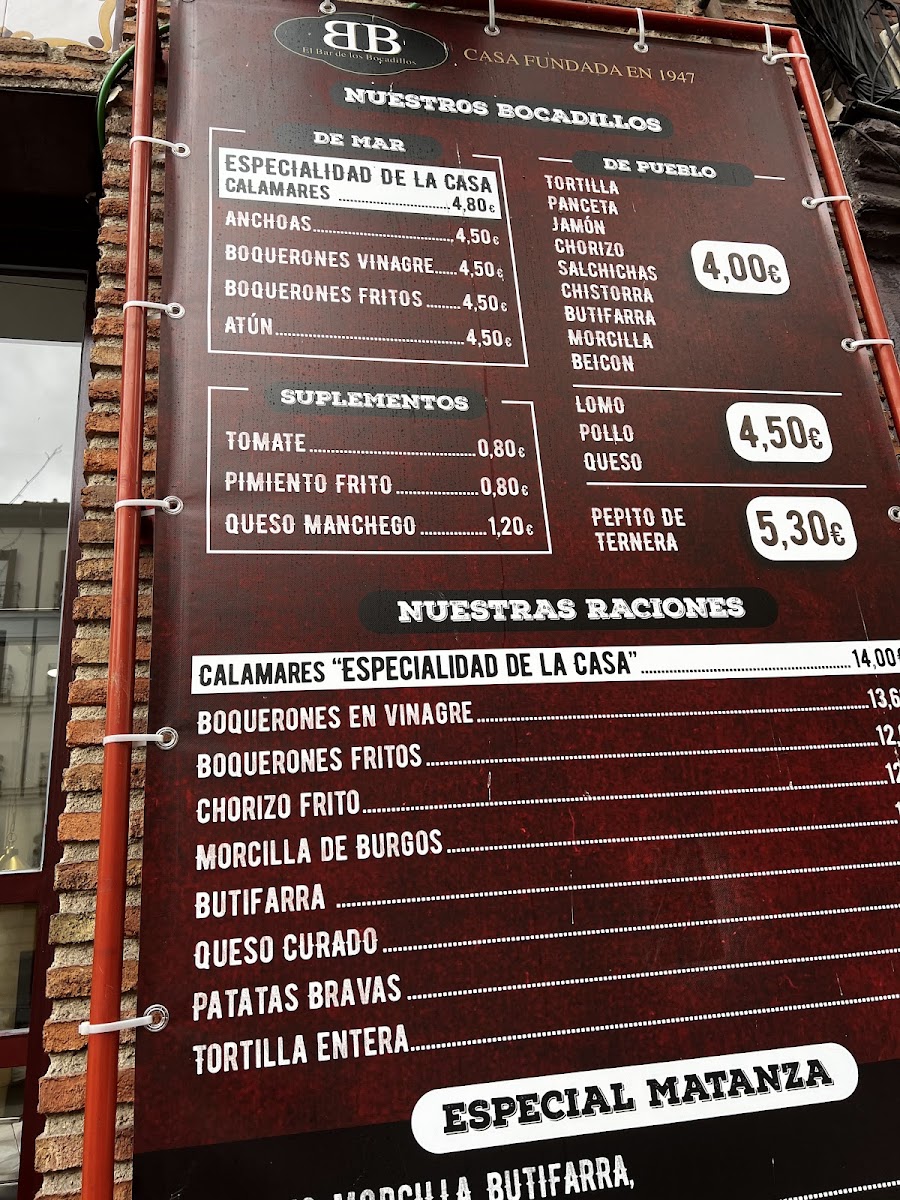 BB
El Bar de los Bocadillos
CASA FUNDADA EN 1947
NUESTROS BOCADILLOS
DE MAR
ESPECIALIDAD DE LA CASA
CALAMARES ........................ 4,80€
ANCHOAS........................ 4,50€
BOQUERONES VINAGRE...... 4,50€
BOQUERONES FRITOS ......... 4,50€
ATÚN........................ 4,50€
SUPLEMENTOS
TOMATE ........................ 0,80€
PIMIENTO FRITO ................... 0,80€
QUESO MANCHEGO ............... 1,20€
DE PUEBLO
TORTILLA
PANCETA
JAMÓN
CHORIZO
SALCHICHAS
CHISTORRA
BUTIFARRA
MORCILLA
BEICON
4,00€
LOMO
POLLO
QUESO
4,50€
PEPITO DE
TERNERA
5,30€
NUESTRAS RACIONES
CALAMARES "ESPECIALIDAD DE LA CASA" ........................ 14,00€
BOQUERONES EN VINAGRE ........................ 13,6
BOQUERONES FRITOS ........................ 12,
CHORIZO FRITO ........................ 12
MORCILLA DE BURGOS ........................
BUTIFARRA ........................
QUESO CURADO ........................
PATATAS BRAVAS ........................
TORTILLA ENTERA ........................
ESPECIAL MATANZA
MORCILLA, BUTIFARRA,